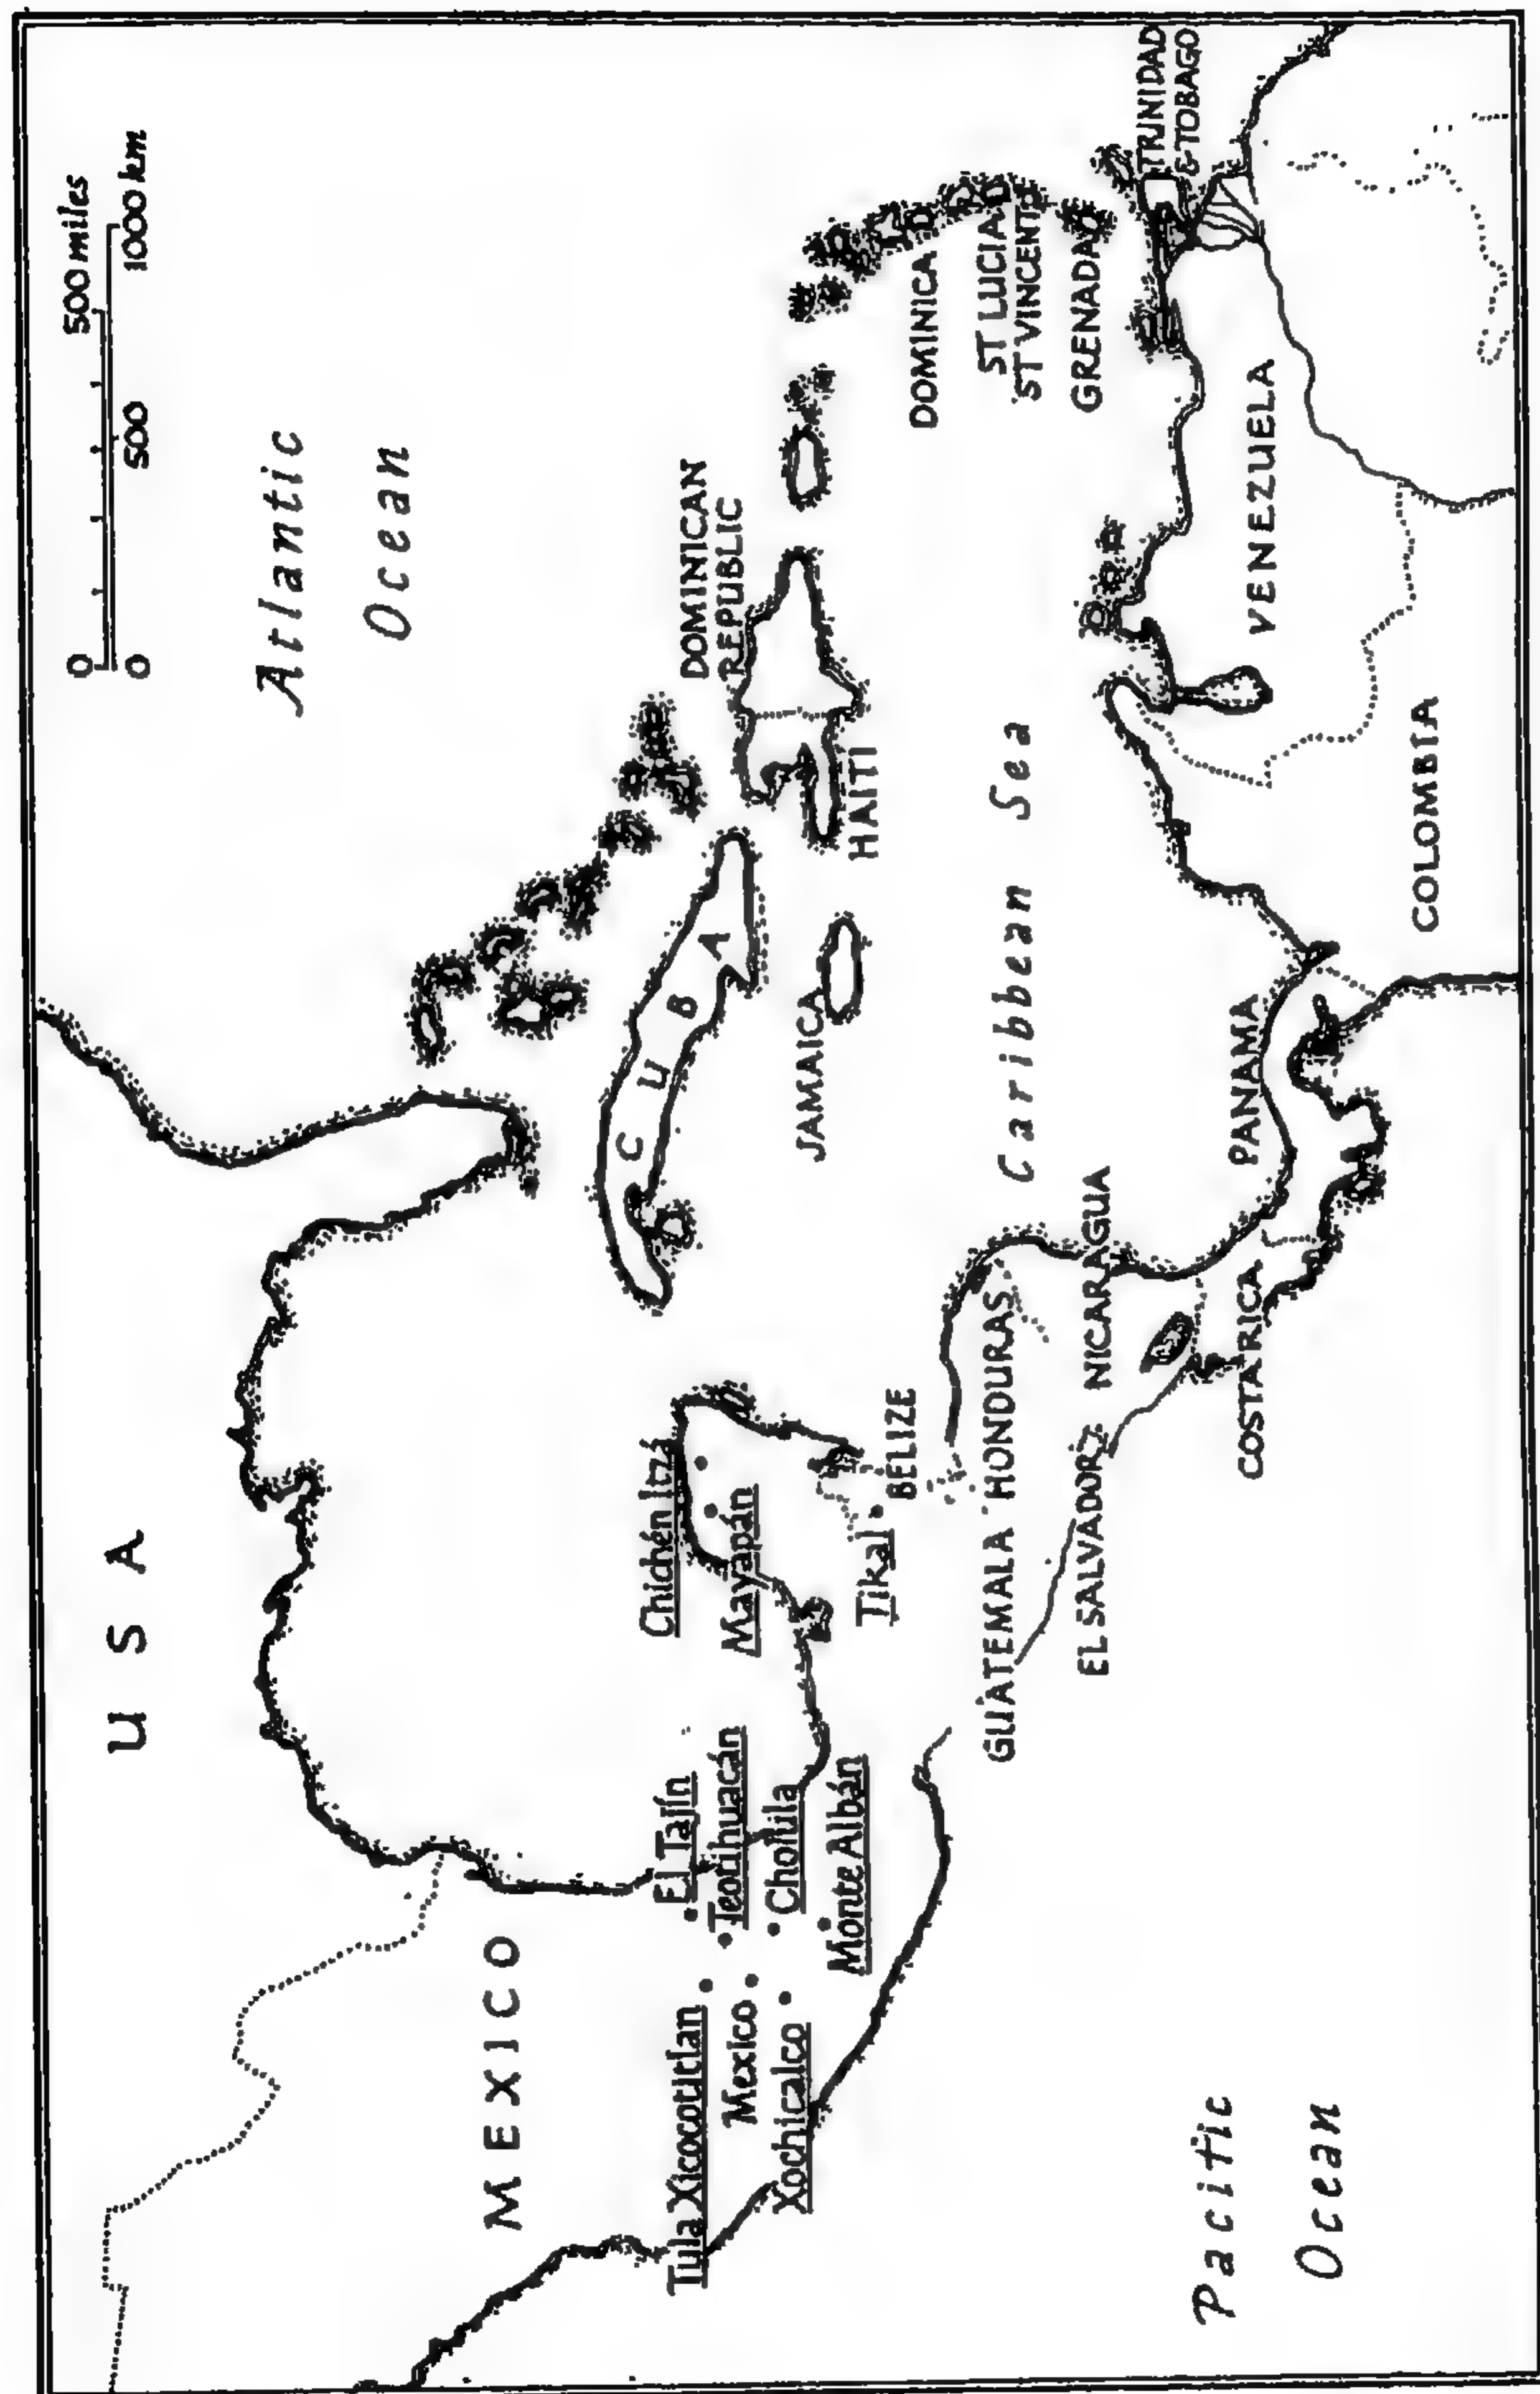 500 miles
0
0 500 1000 km
U S A
Atlantic
Ocean
MEXICO
CUBA
DOMINICAN
REPUBLIC
HAITI
JAMAICA
El Tajín
Teotihuacán
Cholula
Monte Albán
Tula Xicocotitlan
Mexico
Xochicalco
Chichén Itzá
Mayapán
Tikal
BELIZE
GUATEMALA
HONDURAS
EL SALVADOR
NICARAGUA
COSTA RICA
PANAMA
Caribbean Sea
DOMINICA
ST LUCIA
ST VINCENT
GRENADA
TRINIDAD
& TOBAGO
VENEZUELA
COLOMBIA
Pacific
Ocean